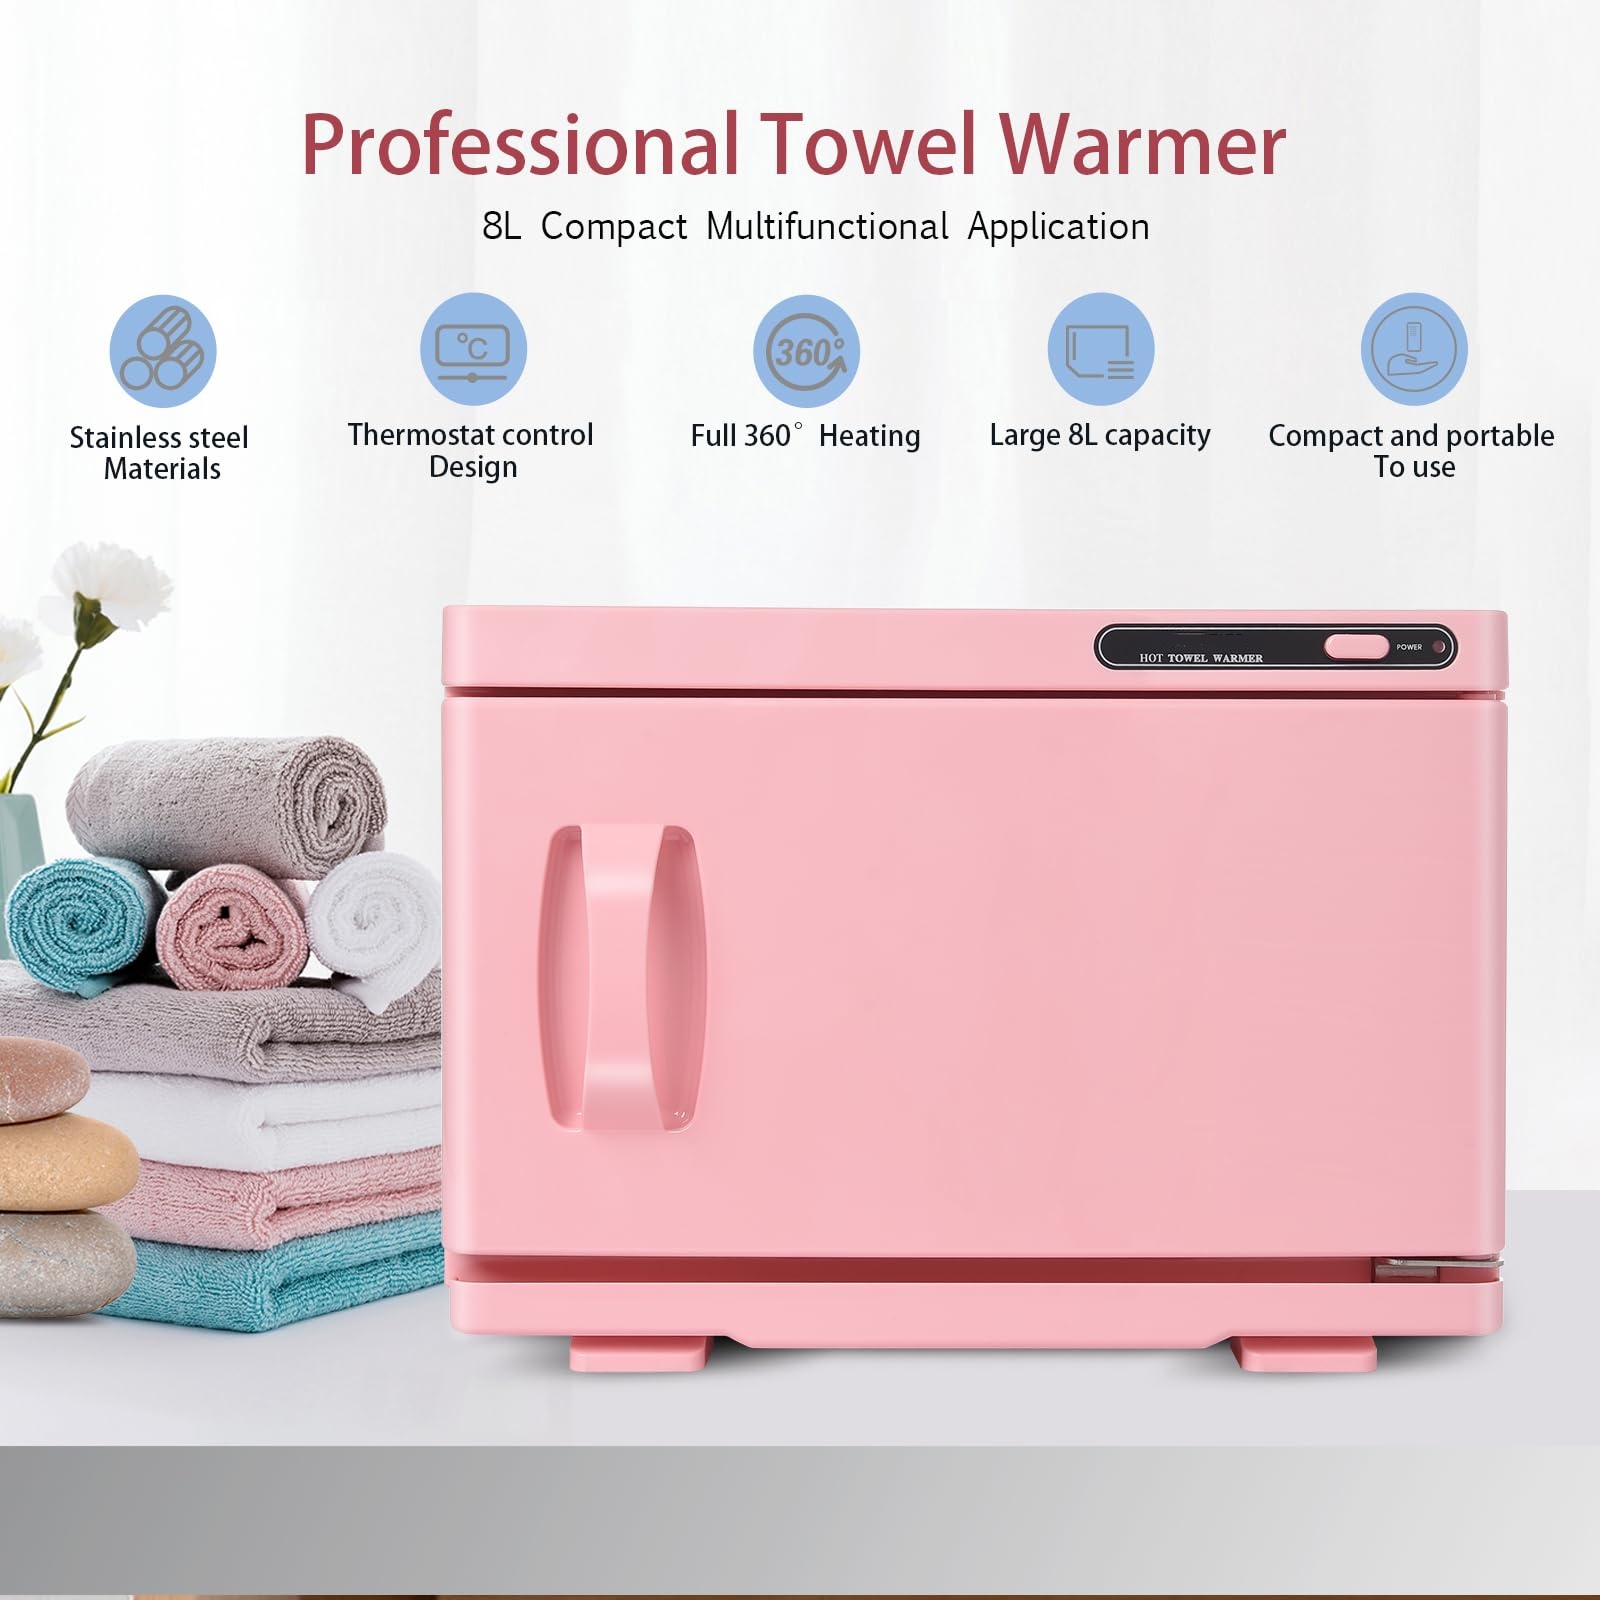 Professional Towel Warmer
8L Compact Multifunctional Application
°C
360°
Stainless steel
Materials
Thermostat control
Design
Full 360° Heating
Large 8L capacity
Compact and portable
To use
HOT TOWEL WARMER
POWER